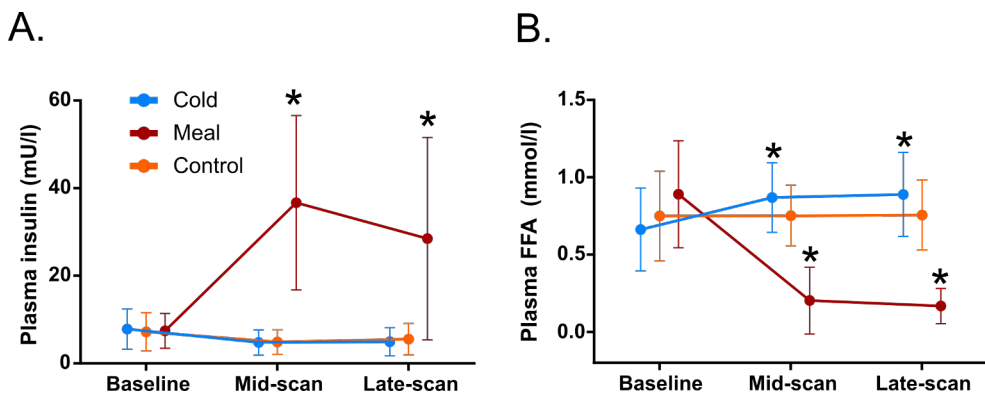 A.
Plasma insulin (mU/l)
60
40
20
0
Cold
Meal
Control
*
*
Baseline
Mid-scan
Late-scan
B.
Plasma FFA (mmol/l)
1.5
1.0
0.5
0.0
*
*
*
*
Baseline
Mid-scan
Late-scan